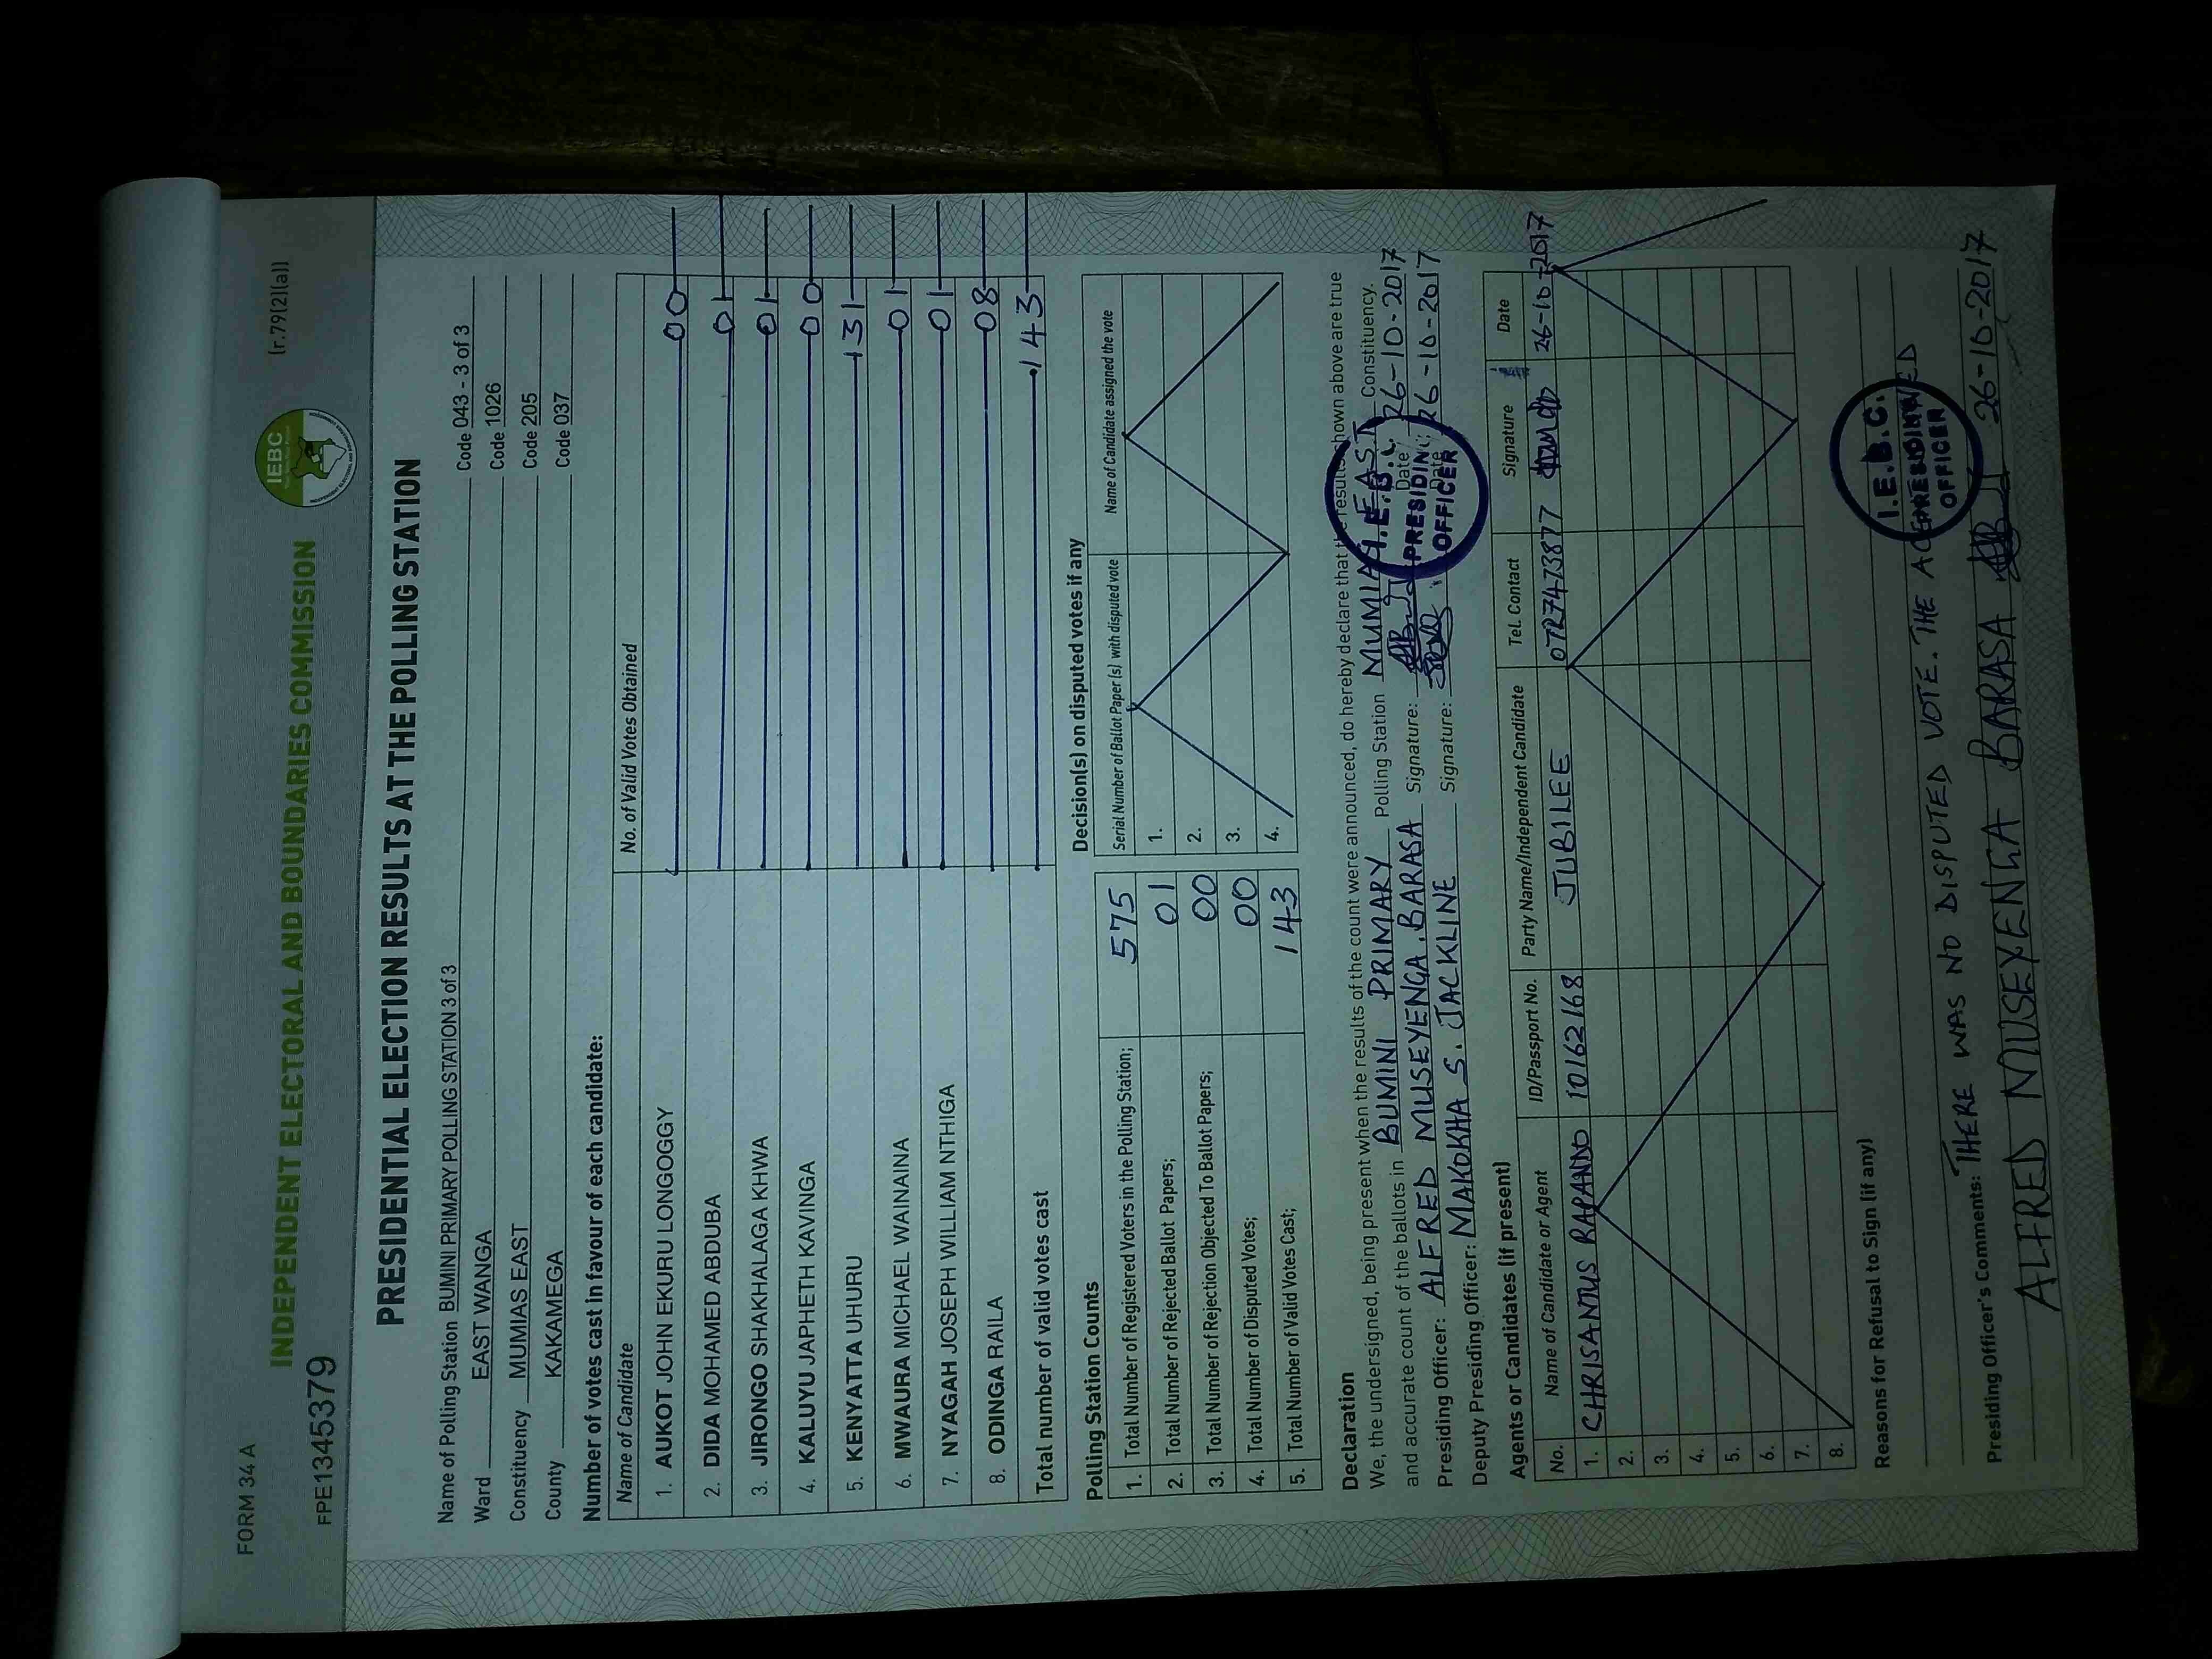 FORM 34 A
(r.79(2)(a))
IEBC
INDEPENDENT ELECTORAL AND BOUNDARIES COMMISSION
FPE1345379
PRESIDENTIAL ELECTION RESULTS AT THE POLLING STATION
Name of Polling Station BUMINI PRIMARY POLLING STATION 3 of 3 Code 043 - 3 of 3
Ward EAST WANGA Code 1026
Constituency MUMIAS EAST Code 205
County KAKAMEGA Code 037
Number of votes cast in favour of each candidate:
Name of Candidate No. of Valid Votes Obtained
1. AUKOT JOHN EKURU LONGOGGY 00
2. DIDA MOHAMED ABDUBA 01
3. JIRONGO SHAKHALAGA KHWA 01
4. KALUYU JAPHETH KAVINGA 00
5. KENYATTA UHURU 131
6. MWAURA MICHAEL WAINAINA 01
7. NYAGAH JOSEPH WILLIAM NTHIGA 01
8. ODINGA RAILA 08
Total number of valid votes cast 143
Polling Station Counts
1. Total Number of Registered Voters in the Polling Station; 575
2. Total Number of Rejected Ballot Papers; 01
3. Total Number of Rejection Objected To Ballot Papers; 00
4. Total Number of Disputed Votes; 00
5. Total Number of Valid Votes Cast; 143
Decision(s) on disputed votes if any
Serial Number of Ballot Paper (s) with disputed vote Name of Candidate assigned the vote
1.
2.
3.
4.
Declaration
We, the undersigned, being present when the results of the count were announced, do hereby declare that the results shown above are true
and accurate count of the ballots in BUMINI PRIMARY Polling Station MUMIAS EAST Constituency.
Presiding Officer: ALFRED MUSEYENGA BARASA Signature: Date 26-10-2017
Deputy Presiding Officer: MAKOKHA S. JACKLINE Signature: Date 26-10-2017
I.E.B.C.
PRESIDING
OFFICER
Agents or Candidates (if present)
No. Name of Candidate or Agent ID/Passport No. Party Name/Independent Candidate Tel. Contact Signature Date
1. CHRISANTUS RAPANDO 10162168 JUBILEE 26-10-2017
2.
3.
4.
5.
6.
7.
8.
Reasons for Refusal to Sign (if any)
I.E.B.C.
PRESIDING
OFFICER
Presiding Officer's Comments: THERE WAS NO DISPUTED VOTE. THE
ALFRED MUSEYENGA BARASA 26-10-2017